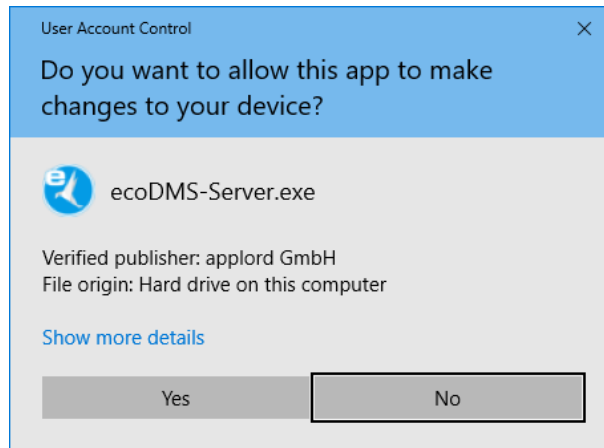 User Account Control
Do you want to allow this app to make
changes to your device?
e
ecoDMS-Server.exe
Verified publisher: applord GmbH
File origin: Hard drive on this computer
Show more details
Yes
No